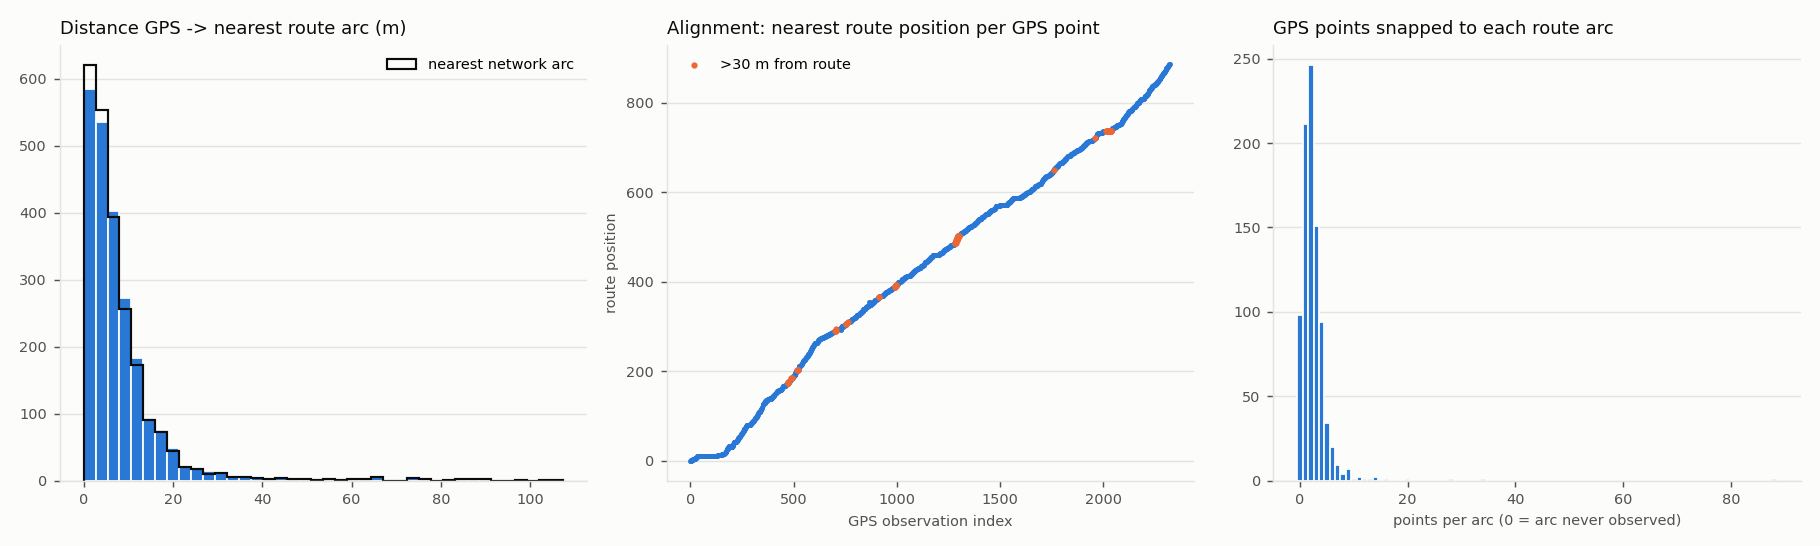 Distance GPS -> nearest route arc (m)
nearest network arc
600
500
400
300
200
100
0
0 20 40 60 80 100
Alignment: nearest route position per GPS point
>30 m from route
route position
800
600
400
200
0
0 500 1000 1500 2000
GPS observation index
GPS points snapped to each route arc
250
200
150
100
50
0
0 20 40 60 80
points per arc (0 = arc never observed)